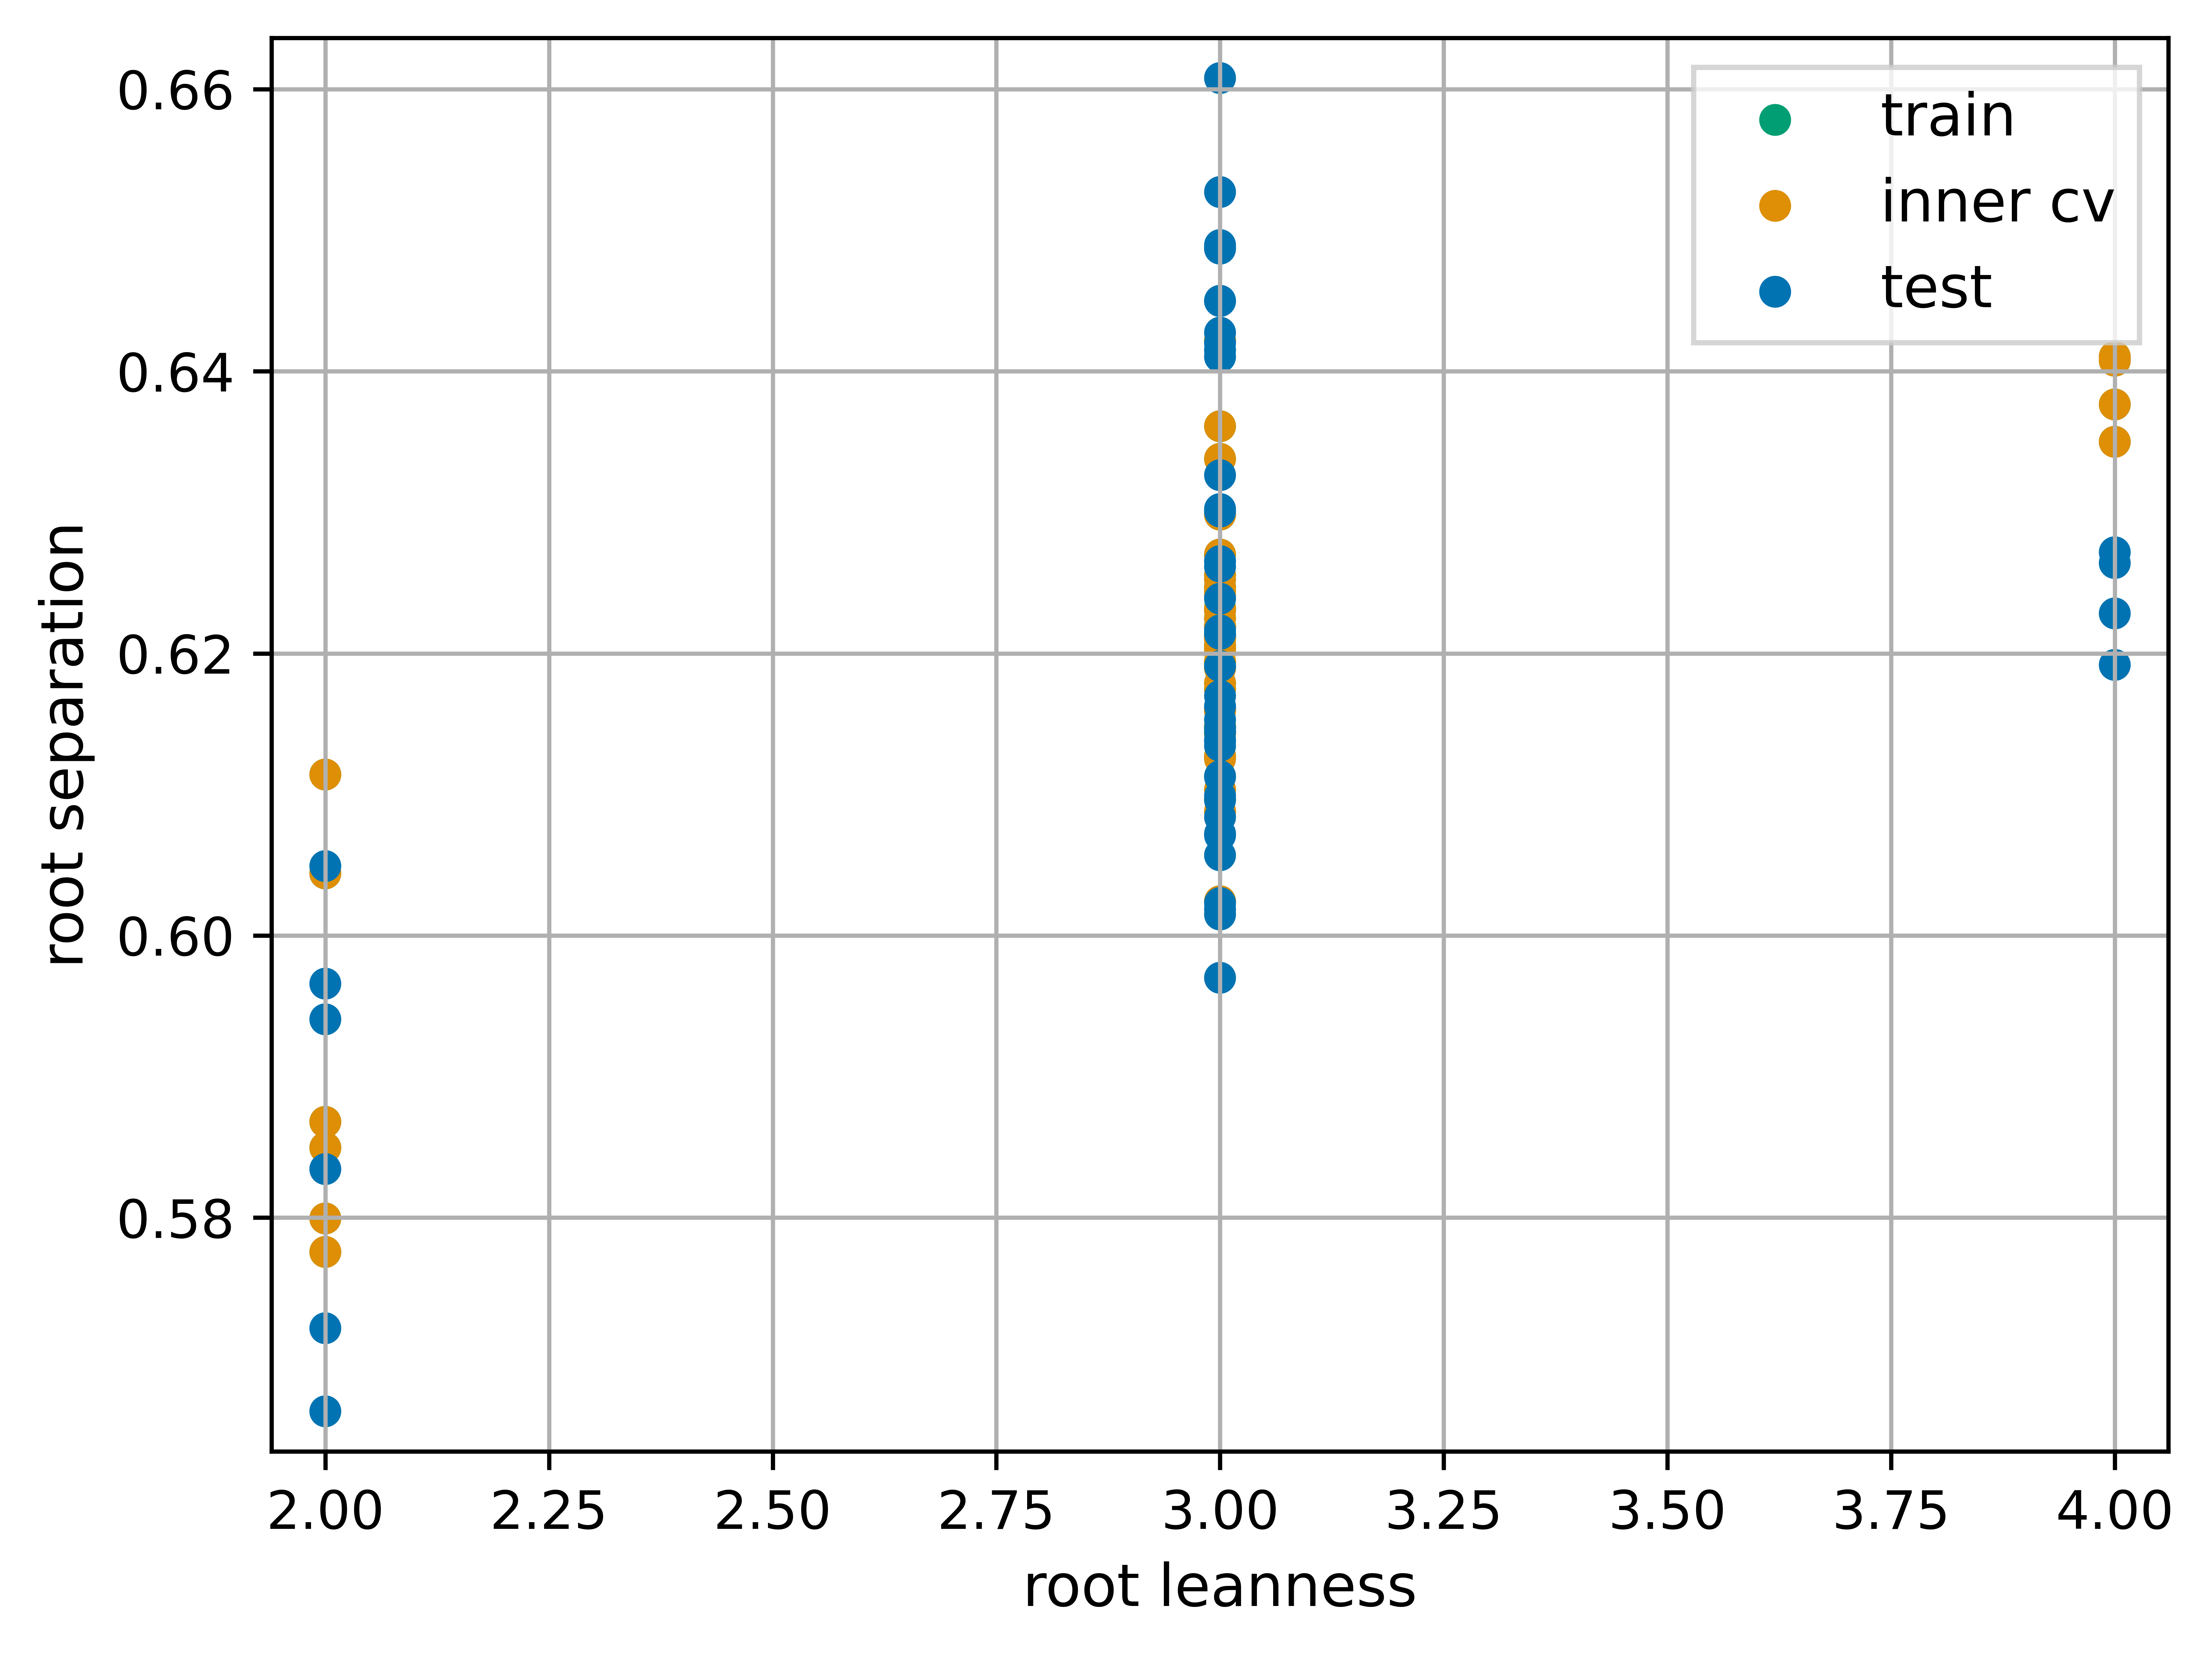 0.66
0.64
0.62
0.60
0.58
root separation
train
inner cv
test
2.00 2.25 2.50 2.75 3.00 3.25 3.50 3.75 4.00
root leanness